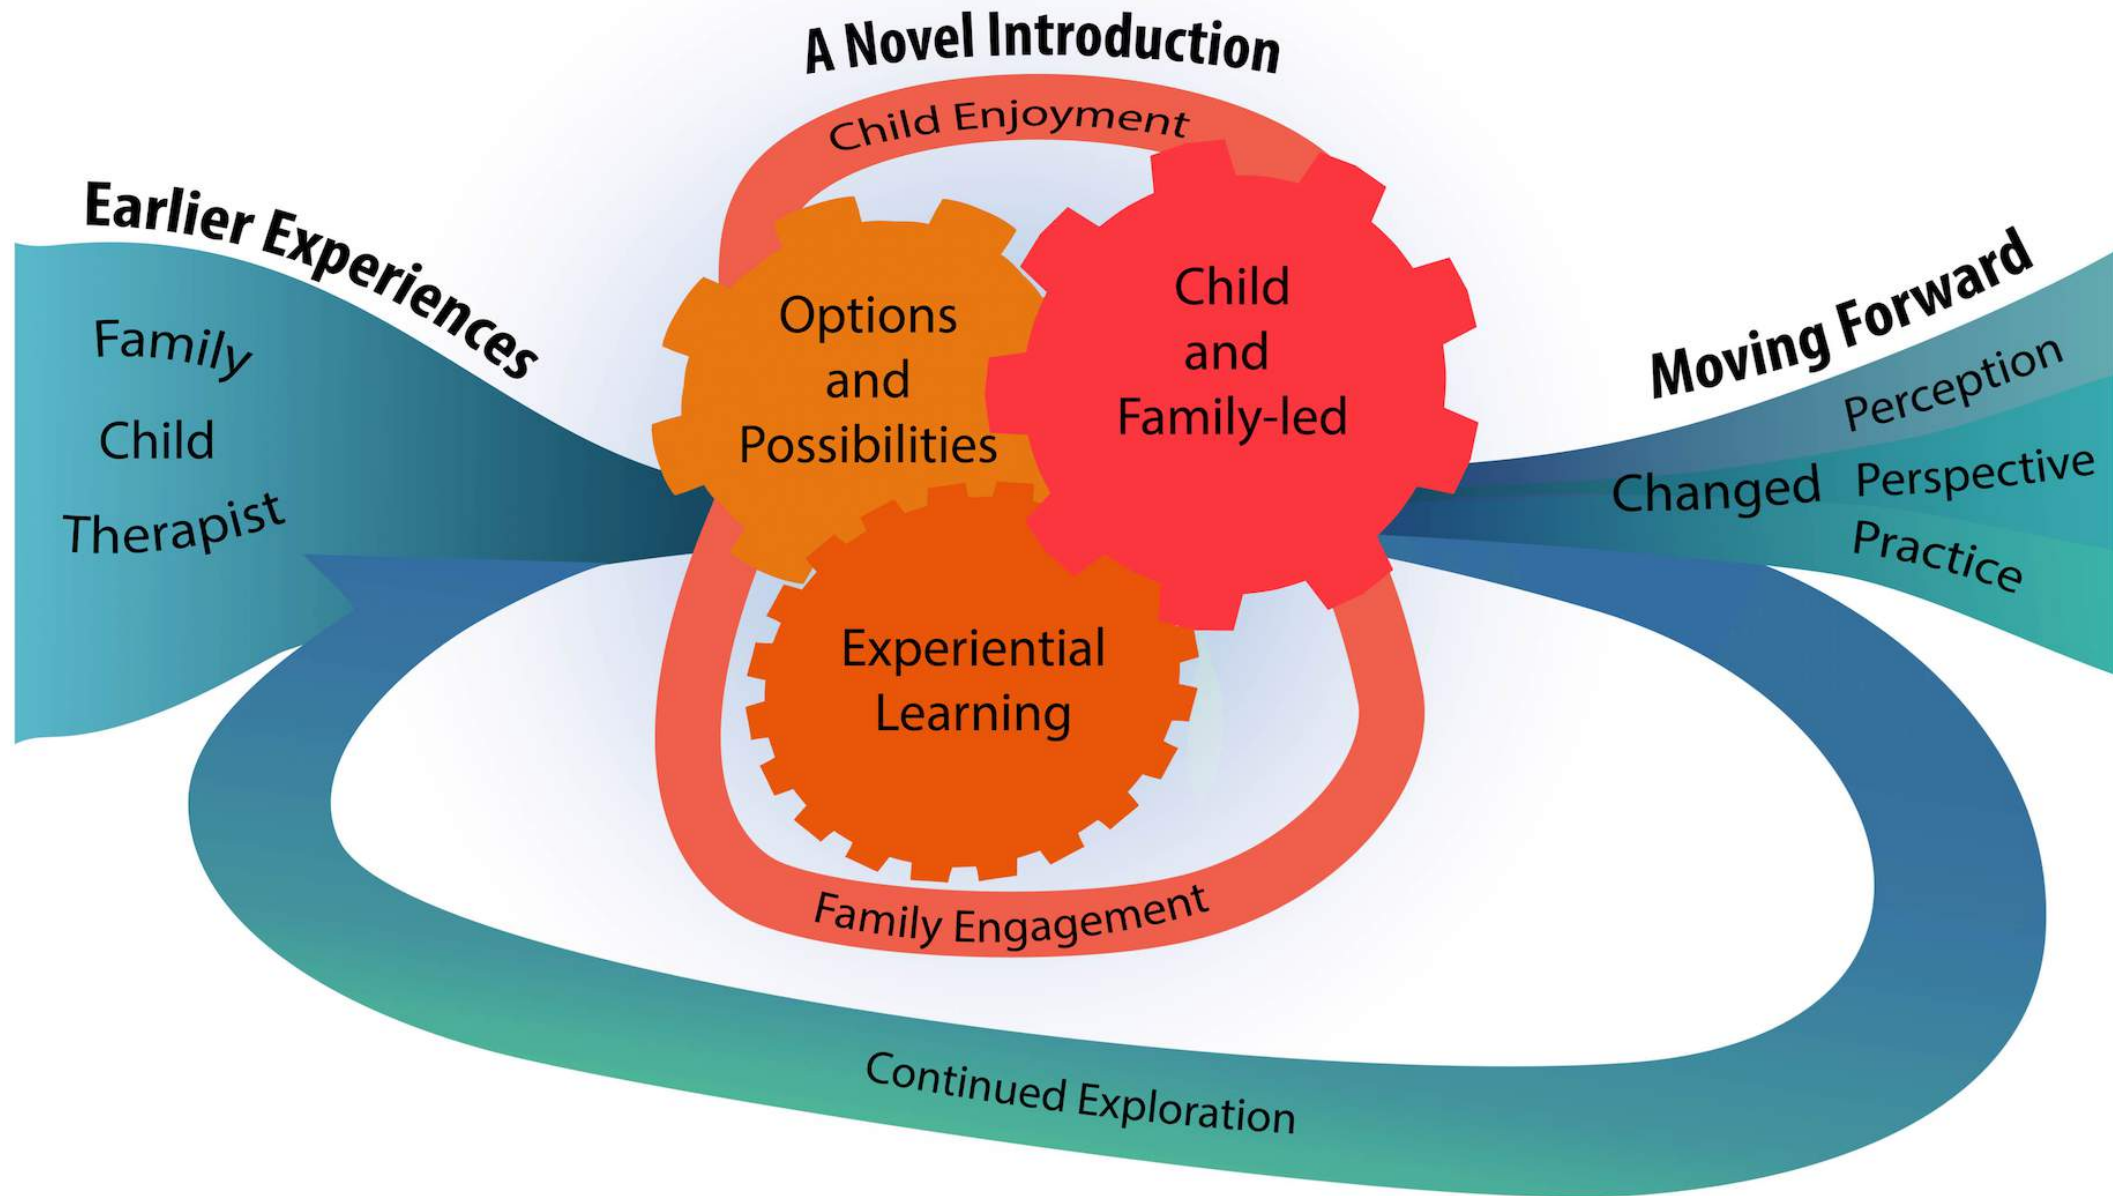 A Novel Introduction
Child Enjoyment
Earlier Experiences
Family
Child
Therapist
Options
and
Possibilities
Child
and
Family-led
Experiential
Learning
Family Engagement
Moving Forward
Perception
Changed Perspective
Practice
Continued Exploration